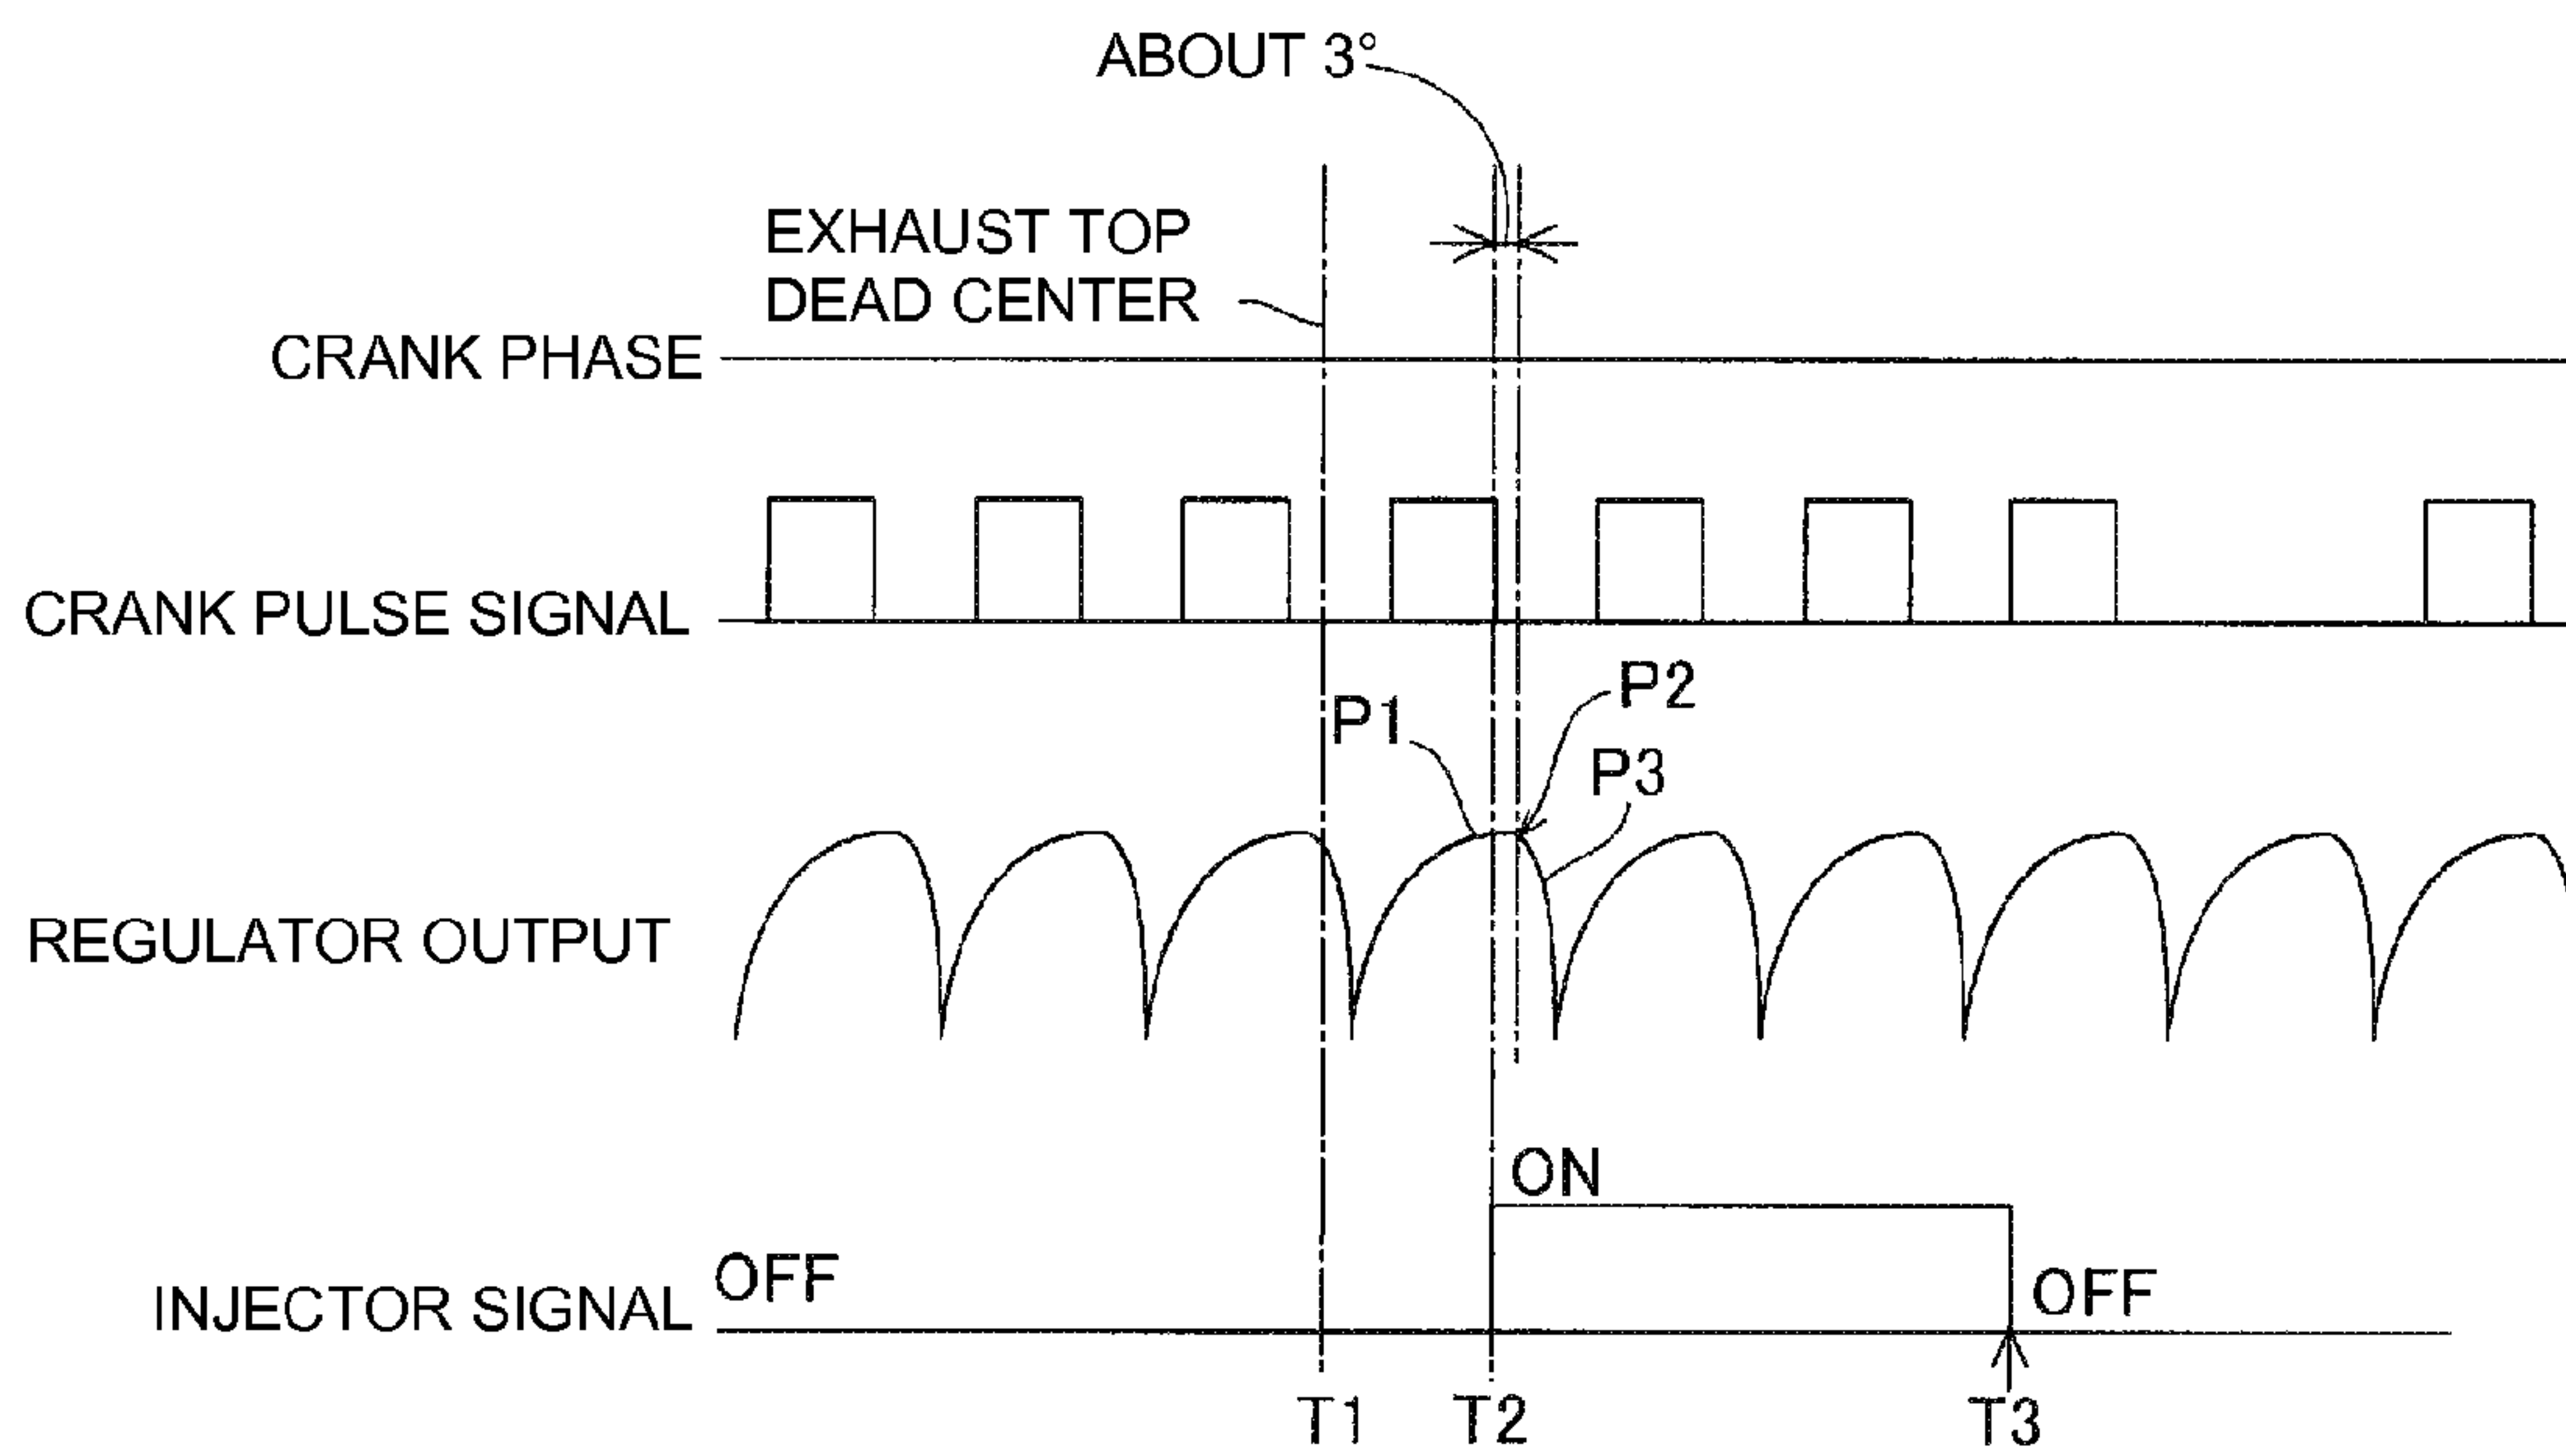 ABOUT 3°
EXHAUST TOP
DEAD CENTER
CRANK PHASE
CRANK PULSE SIGNAL
P1
P2
P3
REGULATOR OUTPUT
ON
OFF
INJECTOR SIGNAL
OFF
T1
T2
T3